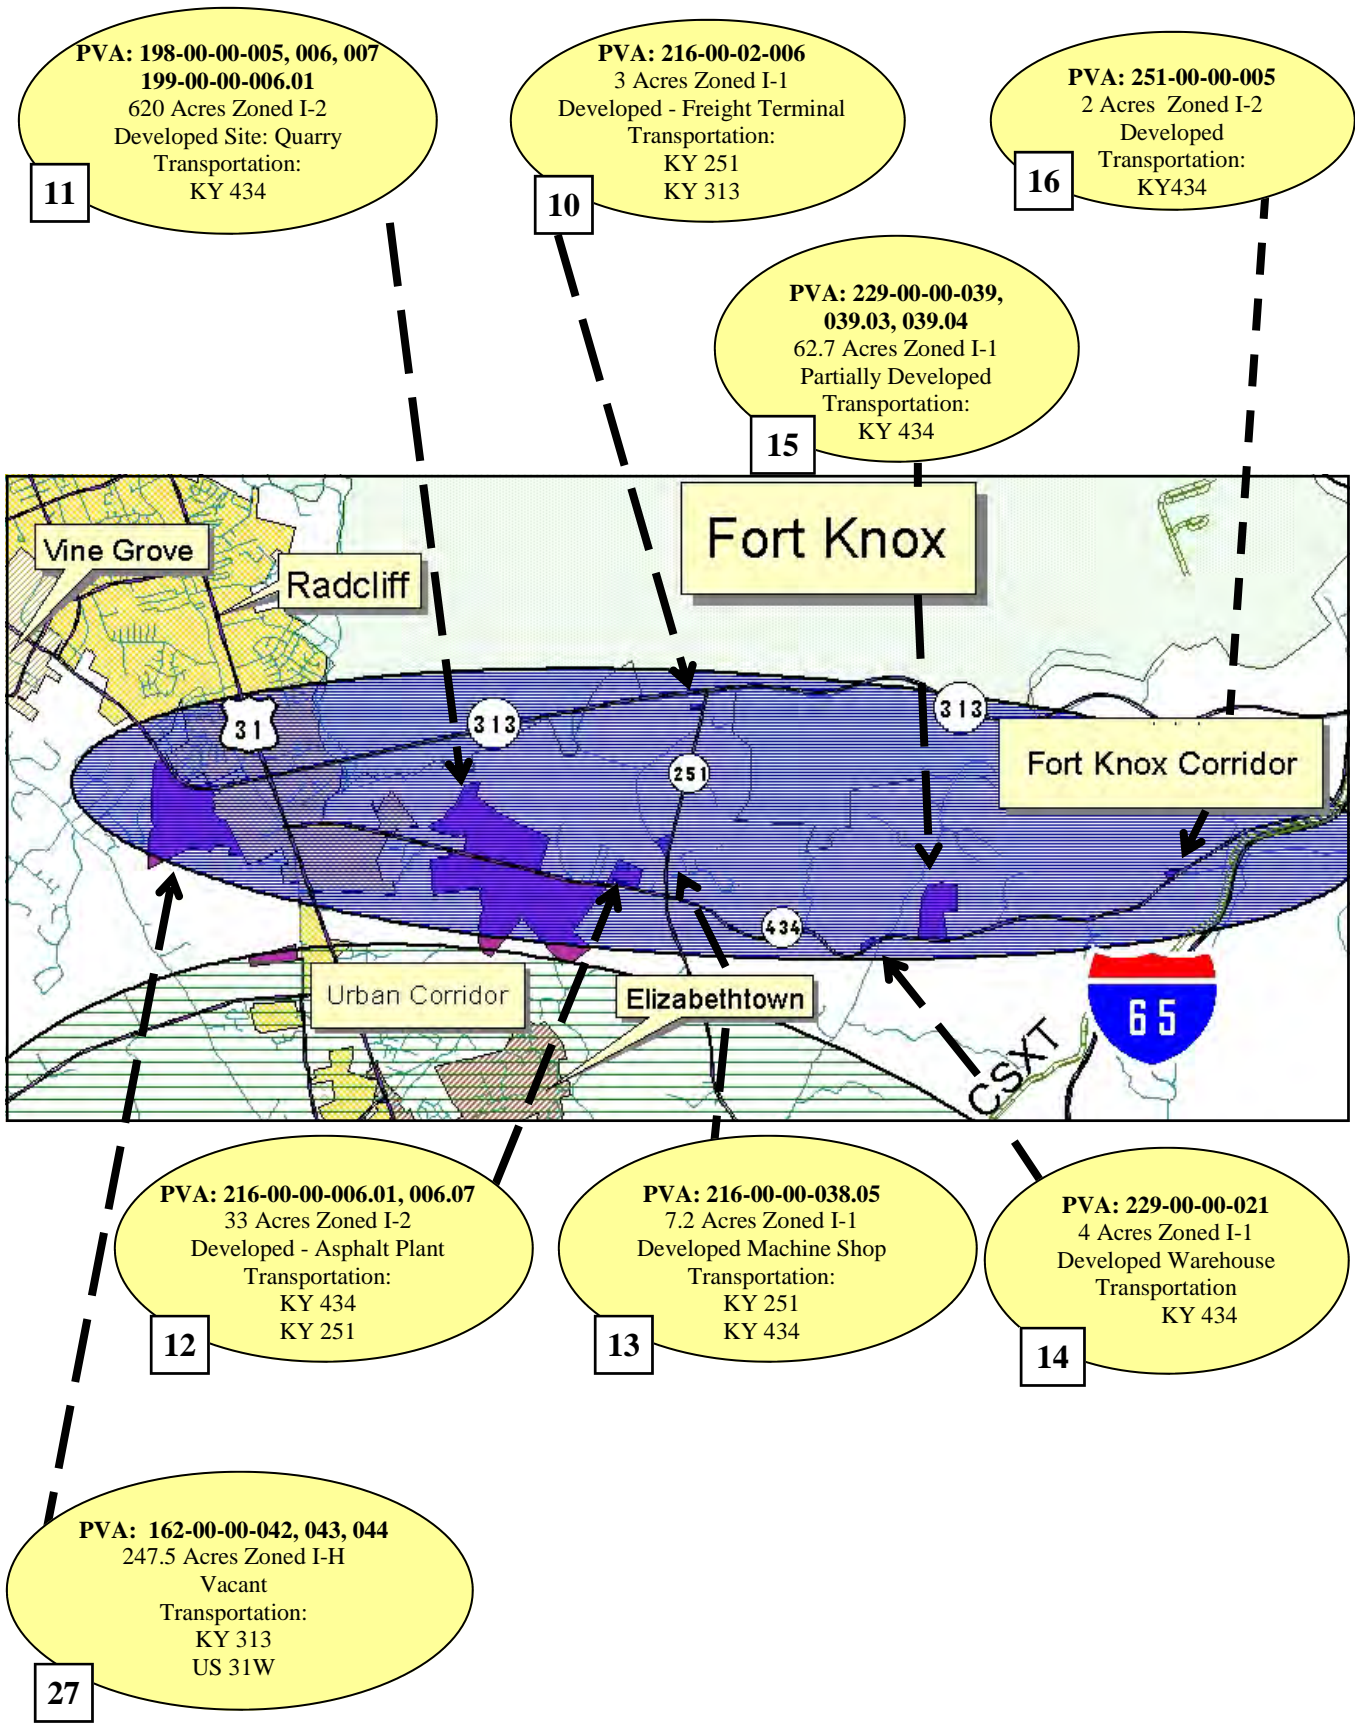 PVA: 198-00-00-005, 006, 007
199-00-00-006.01
620 Acres Zoned I-2
Developed Site: Quarry
Transportation:
KY 434
11
PVA: 216-00-02-006
3 Acres Zoned I-1
Developed - Freight Terminal
Transportation:
KY 251
KY 313
10
PVA: 251-00-00-005
2 Acres  Zoned I-2
Developed
Transportation:
KY434
16
PVA: 229-00-00-039,
039.03, 039.04
62.7 Acres Zoned I-1
Partially Developed
Transportation:
KY 434
15
Fort Knox
Vine Grove
Radcliff
31
313
313
251
Fort Knox Corridor
434
Urban Corridor
Elizabethtown
CSXT
65
PVA: 216-00-00-006.01, 006.07
33 Acres Zoned I-2
Developed - Asphalt Plant
Transportation:
KY 434
KY 251
12
PVA: 216-00-00-038.05
7.2 Acres Zoned I-1
Developed Machine Shop
Transportation:
KY 251
KY 434
13
PVA: 229-00-00-021
4 Acres Zoned I-1
Developed Warehouse
Transportation
KY 434
14
PVA:  162-00-00-042, 043, 044
247.5 Acres Zoned I-H
Vacant
Transportation:
KY 313
US 31W
27